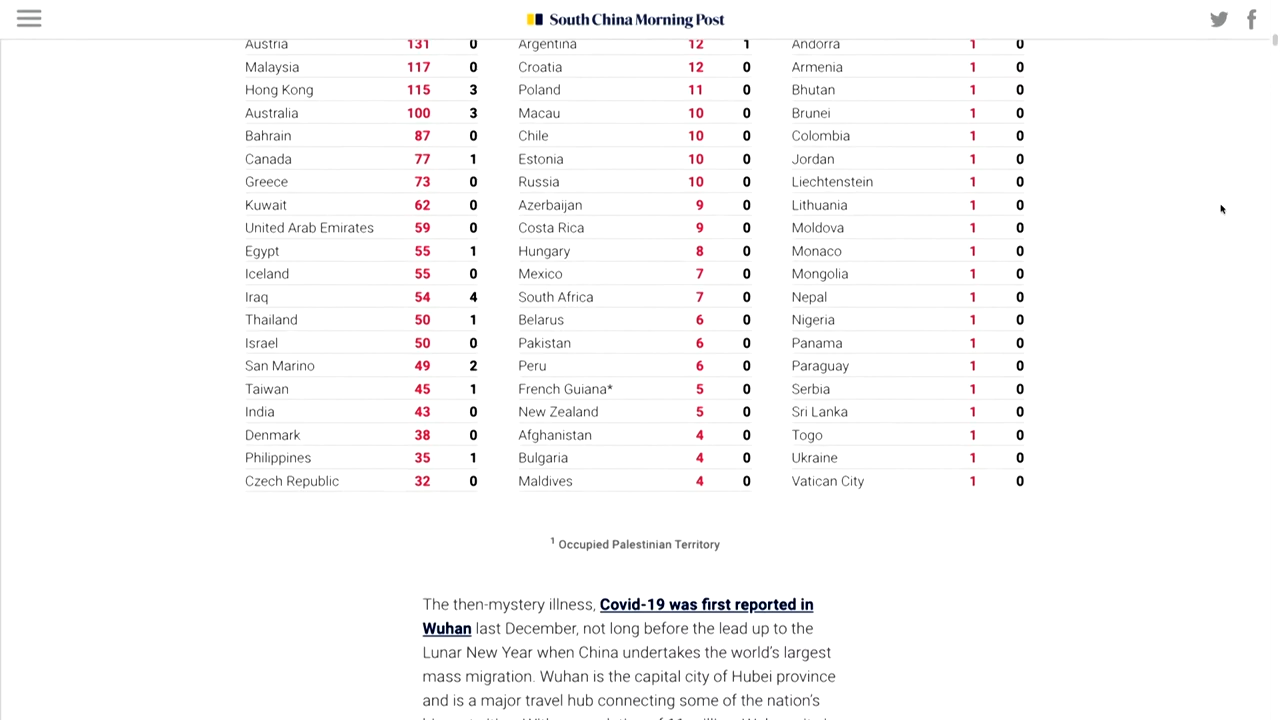 South China Morning Post
Austria 131 0 Argentina 12 1 Andorra 1 0
Malaysia 117 0 Croatia 12 0 Armenia 1 0
Hong Kong 115 3 Poland 11 0 Bhutan 1 0
Australia 100 3 Macau 10 0 Brunei 1 0
Bahrain 87 0 Chile 10 0 Colombia 1 0
Canada 77 1 Estonia 10 0 Jordan 1 0
Greece 73 0 Russia 10 0 Liechtenstein 1 0
Kuwait 62 0 Azerbaijan 9 0 Lithuania 1 0
United Arab Emirates 59 0 Costa Rica 9 0 Moldova 1 0
Egypt 55 1 Hungary 8 0 Monaco 1 0
Iceland 55 0 Mexico 7 0 Mongolia 1 0
Iraq 54 4 South Africa 7 0 Nepal 1 0
Thailand 50 1 Belarus 6 0 Nigeria 1 0
Israel 50 0 Pakistan 6 0 Panama 1 0
San Marino 49 2 Peru 6 0 Paraguay 1 0
Taiwan 45 1 French Guiana* 5 0 Serbia 1 0
India 43 0 New Zealand 5 0 Sri Lanka 1 0
Denmark 38 0 Afghanistan 4 0 Togo 1 0
Philippines 35 1 Bulgaria 4 0 Ukraine 1 0
Czech Republic 32 0 Maldives 4 0 Vatican City 1 0
1 Occupied Palestinian Territory
The then-mystery illness, Covid-19 was first reported in
Wuhan last December, not long before the lead up to the
Lunar New Year when China undertakes the world's largest
mass migration. Wuhan is the capital city of Hubei province
and is a major travel hub connecting some of the nation's